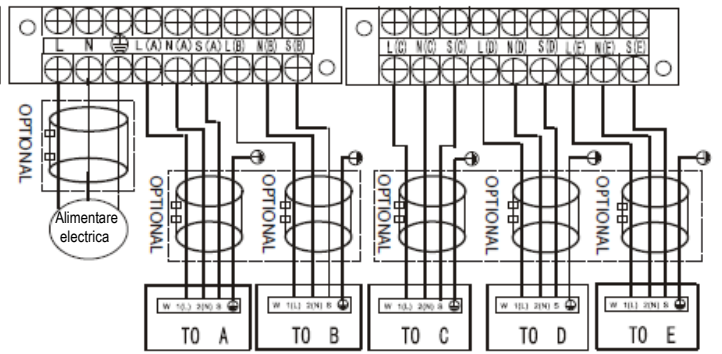 L N L(A) N(A) S(A) L(B) N(B) S(B)
L(C) N(C) S(C) L(D) N(D) S(D) L(E) N(E) S(E)
OPTIONAL
Alimentare
electrica
OPTIONAL
OPTIONAL
OPTIONAL
OPTIONAL
OPTIONAL
W 1(L) 2(N) S
TO A
W 1(L) 2(N) S
TO B
W 1(L) 2(N) S
TO C
W 1(L) 2(N) S
TO D
W 1(L) 2(N) S
TO E